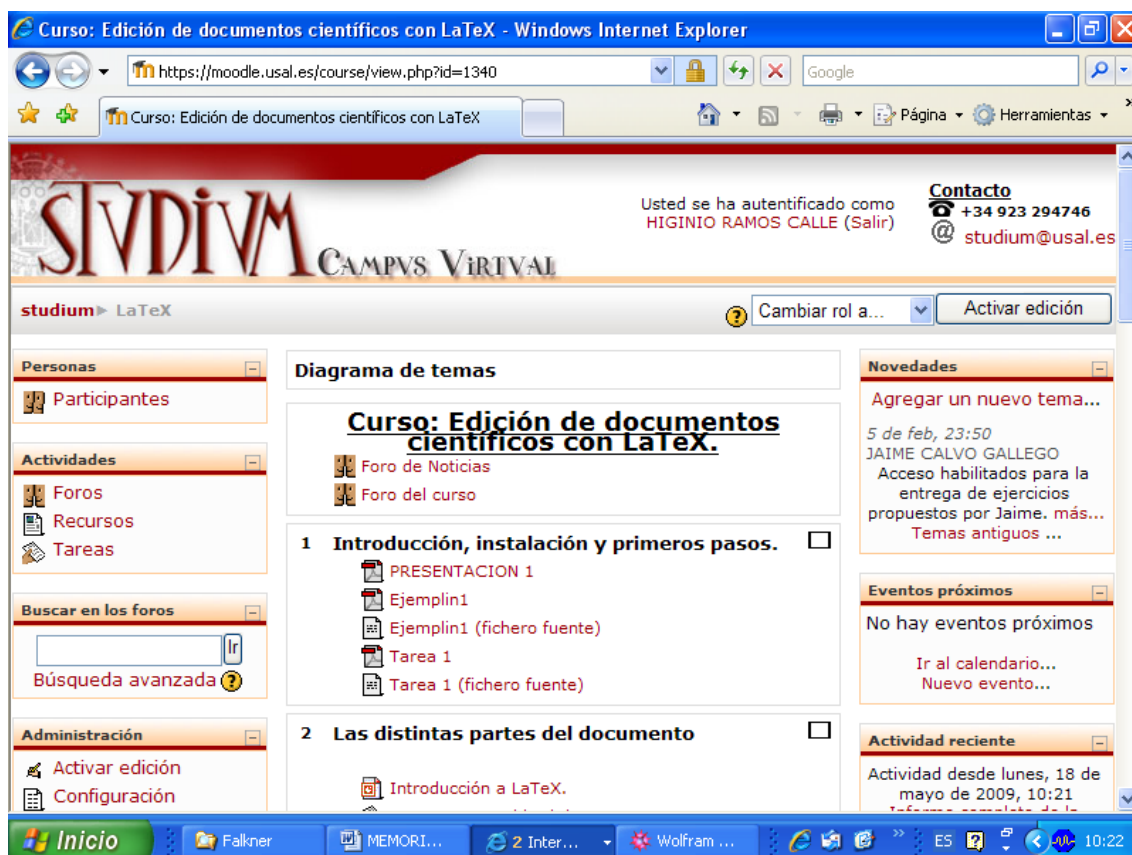 Curso: Edición de documentos científicos con LaTeX - Windows Internet Explorer
https://moodle.usal.es/course/view.php?id=1340
Google
Curso: Edición de documentos científicos con LaTeX
Página
Herramientas
STVDIVM
CAMPVS VIRTVAL
Usted se ha autentificado como
HIGINIO RAMOS CALLE (Salir)
Contacto
+34 923 294746
@ studium@usal.es
studium► LaTeX
Cambiar rol a...
Activar edición
Personas
Participantes
Actividades
Foros
Recursos
Tareas
Buscar en los foros
Ir
Búsqueda avanzada
Administración
Activar edición
Configuración
Diagrama de temas
Curso: Edición de documentos
científicos con LaTeX.
Foro de Noticias
Foro del curso
1 Introducción, instalación y primeros pasos.
PRESENTACION 1
Ejemplin1
Ejemplin1 (fichero fuente)
Tarea 1
Tarea 1 (fichero fuente)
2 Las distintas partes del documento
Introducción a LaTeX.
Novedades
Agregar un nuevo tema...
5 de feb, 23:50
JAIME CALVO GALLEGO
Acceso habilitados para la
entrega de ejercicios
propuestos por Jaime. más...
Temas antiguos ...
Eventos próximos
No hay eventos próximos
Ir al calendario...
Nuevo evento...
Actividad reciente
Actividad desde lunes, 18 de
mayo de 2009, 10:21
Informe completo de la
Inicio
Falkner
MEMORI...
2 Inter...
Wolfram ...
ES
10:22